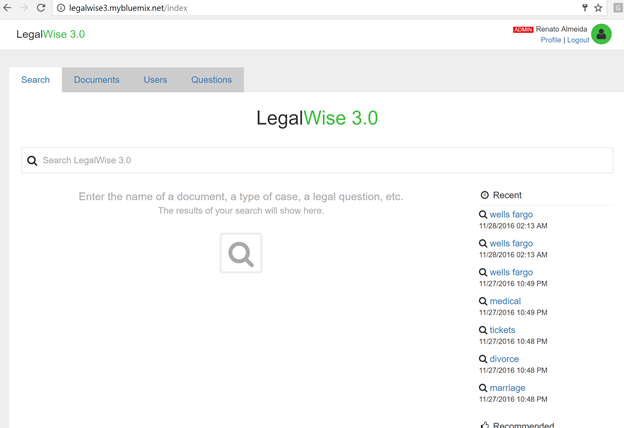 legalwise3.mybluemix.net/index
LegalWise 3.0
ADMIN Renato Almeida
Profile | Logout
Search Documents Users Questions
LegalWise 3.0
Search LegalWise 3.0
Enter the name of a document, a type of case, a legal question, etc.
The results of your search will show here.
Recent
wells fargo
11/28/2016 02:13 AM
wells fargo
11/28/2016 02:13 AM
wells fargo
11/27/2016 10:49 PM
medical
11/27/2016 10:49 PM
tickets
11/27/2016 10:48 PM
divorce
11/27/2016 10:48 PM
marriage
11/27/2016 10:48 PM
Recommended